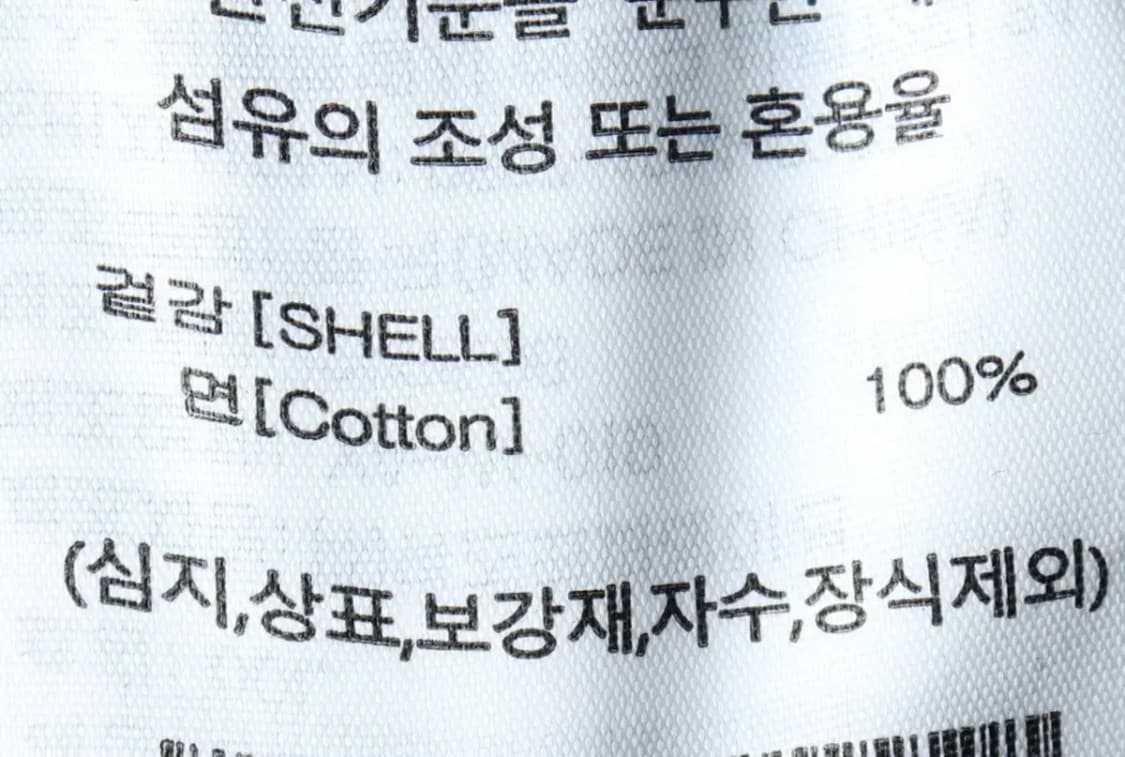 섬유의 조성 또는 혼용율
겉감 [SHELL]
면[Cotton] 100%
(심지,상표,보강재,자수,장식제외)